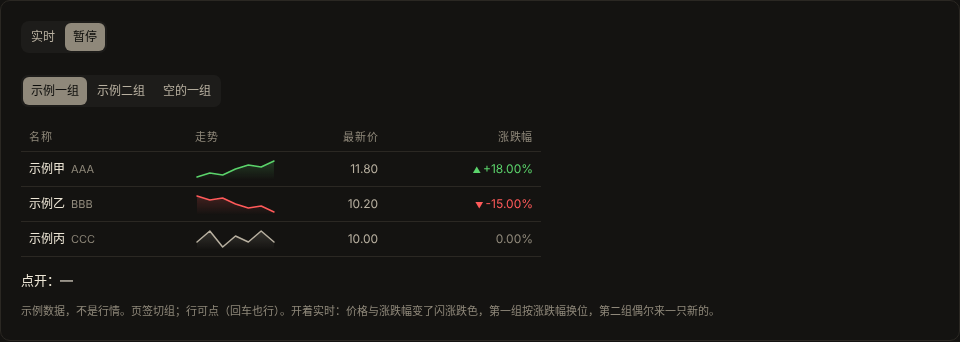 实时 暂停
示例一组 示例二组 空的一组
名称 走势 最新价 涨跌幅
示例甲 AAA 11.80 ▲+18.00%
示例乙 BBB 10.20 ▼-15.00%
示例丙 CCC 10.00 0.00%
点开：—
示例数据，不是行情。页签切组；行可点（回车也行）。开着实时：价格与涨跌幅变了闪涨跌色，第一组按涨跌幅换位，第二组偶尔来一只新的。